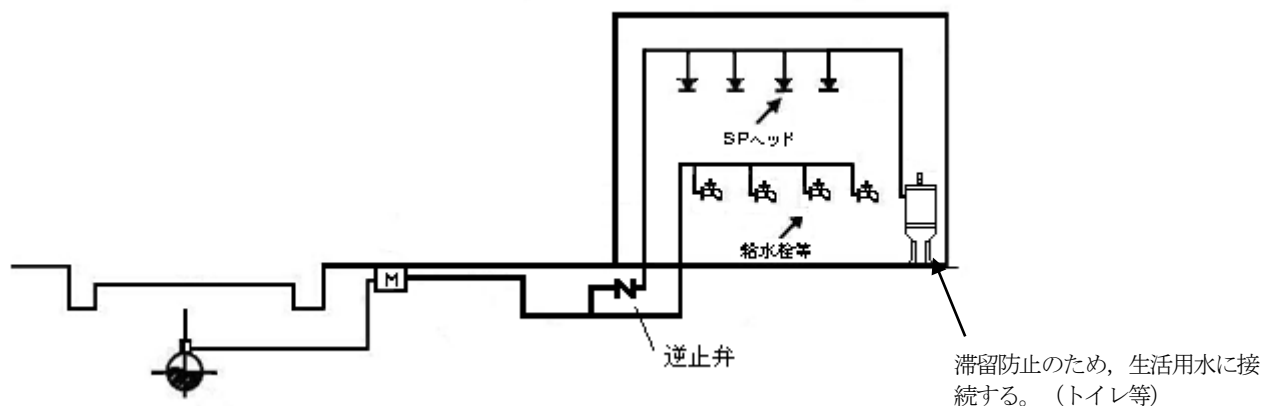 SPヘッド
給水栓等
M
逆止弁
滞留防止のため，生活用水に接
続する。（トイレ等）